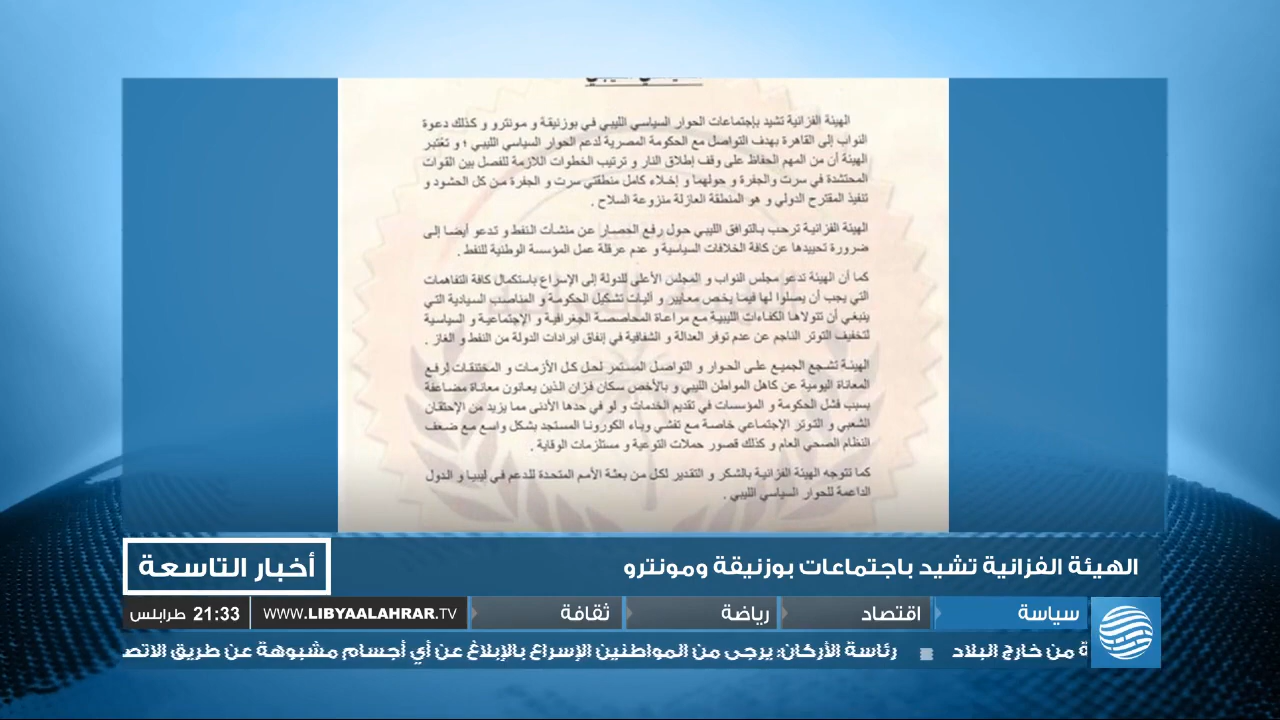 الهيئة الفزانية تشيد بإجتماعات الحوار السياسي الليبي في بوزنيقة و مونترو و كذلك دعوة
النواب إلى القاهرة بهدف التواصل مع الحكومة المصرية لدعم الحوار السياسي الليبي ؛ و تعتبر
الهيئة أن من المهم الحفاظ على وقف إطلاق النار و ترتيب الخطوات اللازمة للفصل بين القوات
المحتشدة في سرت والجفرة و حولهما و إخلاء كامل منطقتي سرت و الجفرة من كل الحشود و
تنفيذ المقترح الدولي و هو المنطقة العازلة منزوعة السلاح .
الهيئة الفزانية ترحب بالتوافق الليبي حول رفع الحصار عن منشآت النفط و تدعو أيضا إلى
ضرورة تحييدها عن كافة الخلافات السياسية و عدم عرقلة عمل المؤسسة الوطنية للنفط .
كما أن الهيئة تدعو مجلس النواب و المجلس الأعلى للدولة إلى الإسراع باستكمال كافة التفاهمات
التي يجب أن يصلوا لها فيما يخص معايير و آليات تشكيل الحكومة و المناصب السيادية التي
ينبغي أن تتولاها الكفاءات الليبية مع مراعاة المحاصصة الجغرافية و الإجتماعية و السياسية
لتخفيف التوتر الناجم عن عدم توفر العدالة و الشفافية في إنفاق ايرادات الدولة من النفط و الغاز .
الهيئة تشجع الجميع على الحوار و التواصل المستمر لحل كل الأزمات و المختنقات لرفع
المعاناة اليومية عن كاهل المواطن الليبي و بالأخص سكان فزان الذين يعانون معاناة مضاعفة
بسبب فشل الحكومة و المؤسسات في تقديم الخدمات و لو في حدها الأدنى مما يزيد من الإحتقان
الشعبي و التوتر الإجتماعي خاصة مع تفشي وباء الكورونا المستجد بشكل واسع مع ضعف
النظام الصحي العام و كذلك قصور حملات التوعية و مستلزمات الوقاية .
كما تتوجه الهيئة الفزانية بالشكر و التقدير لكل من بعثة الأمم المتحدة للدعم في ليبيا و الدول
الداعمة للحوار السياسي الليبي .
الهيئة الفزانية تشيد باجتماعات بوزنيقة ومونترو
أخبار التاسعة
سياسة اقتصاد رياضة ثقافة WWW.LIBYAALAHRAR.TV 21:33 طرابلس
من خارج البلاد رئاسة الأركان: يرجى من المواطنين الإسراع بالإبلاغ عن أي أجسام مشبوهة عن طريق